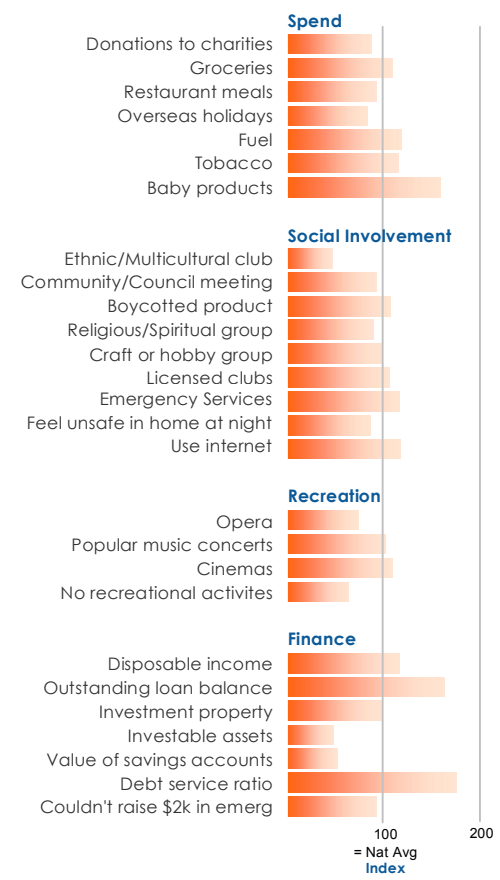 Spend
Donations to charities
Groceries
Restaurant meals
Overseas holidays
Fuel
Tobacco
Baby products
Social Involvement
Ethnic/Multicultural club
Community/Council meeting
Boycotted product
Religious/Spiritual group
Craft or hobby group
Licensed clubs
Emergency Services
Feel unsafe in home at night
Use internet
Recreation
Opera
Popular music concerts
Cinemas
No recreational activites
Finance
Disposable income
Outstanding loan balance
Investment property
Investable assets
Value of savings accounts
Debt service ratio
Couldn't raise $2k in emerg
100 200
= Nat Avg
Index